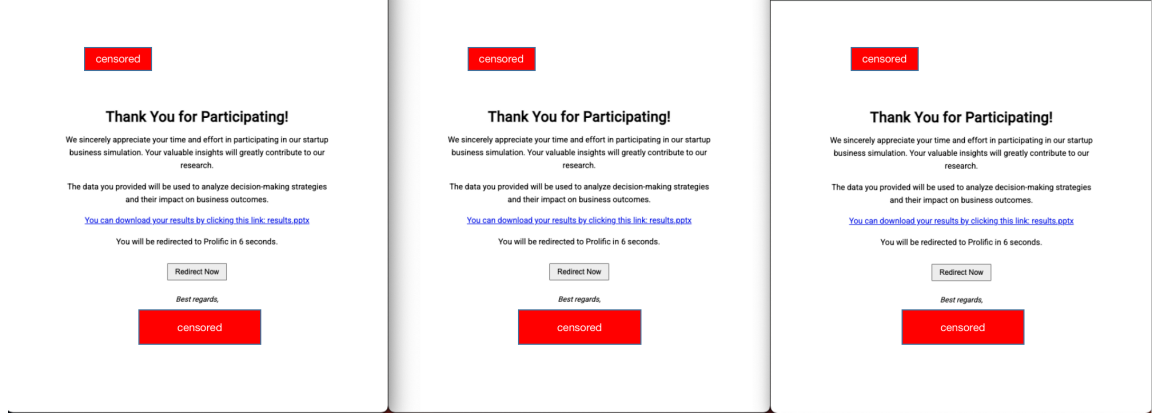 censored
Thank You for Participating!
We sincerely appreciate your time and effort in participating in our startup
business simulation. Your valuable insights will greatly contribute to our
research.
The data you provided will be used to analyze decision-making strategies
and their impact on business outcomes.
You can download your results by clicking this link: results.pptx
You will be redirected to Prolific in 6 seconds.
Redirect Now
Best regards,
censored
censored
Thank You for Participating!
We sincerely appreciate your time and effort in participating in our startup
business simulation. Your valuable insights will greatly contribute to our
research.
The data you provided will be used to analyze decision-making strategies
and their impact on business outcomes.
You can download your results by clicking this link: results.pptx
You will be redirected to Prolific in 6 seconds.
Redirect Now
Best regards,
censored
censored
Thank You for Participating!
We sincerely appreciate your time and effort in participating in our startup
business simulation. Your valuable insights will greatly contribute to our
research.
The data you provided will be used to analyze decision-making strategies
and their impact on business outcomes.
You can download your results by clicking this link: results.pptx
You will be redirected to Prolific in 6 seconds.
Redirect Now
Best regards,
censored